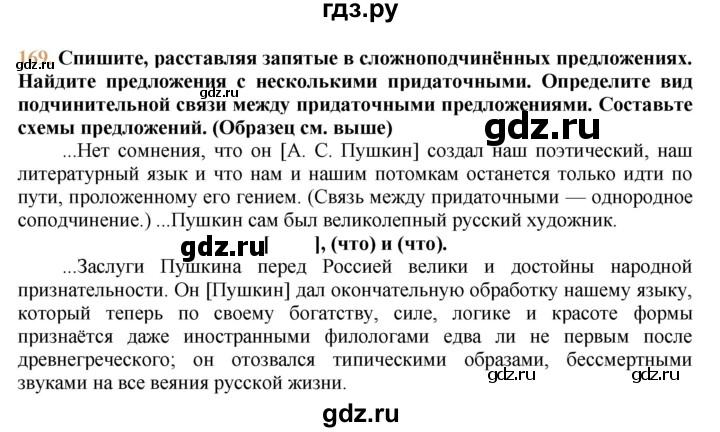 гдз.ру
169. Спишите, расставляя запятые в сложноподчинённых предложениях.
Найдите предложения с несколькими придаточными. Определите вид
подчинительной связи между придаточными предложениями. Составьте
схемы предложений. (Образец см. выше)
gdz.ru
...Нет сомнения, что он [А. С. Пушкин] создал наш поэтический, наш
литературный язык и что нам и нашим потомкам останется только идти по
пути, проложенному его гением. (Связь между придаточными — однородное
соподчинение.) ...Пушкин сам был великолепный русский художник.
gdz.ru
[ ], (что) и (что).
...Заслуги Пушкина перед Россией велики и достойны народной
признательности. Он [Пушкин] дал окончательную обработку нашему языку,
который теперь по своему богатству, силе, логике и красоте формы
признаётся даже иностранными филологами едва ли не первым после
древнегреческого; он отозвался типическими образами, бессмертными
звуками на все веяния русской жизни.
gdz.ru
gdz.ru
gdz.ru